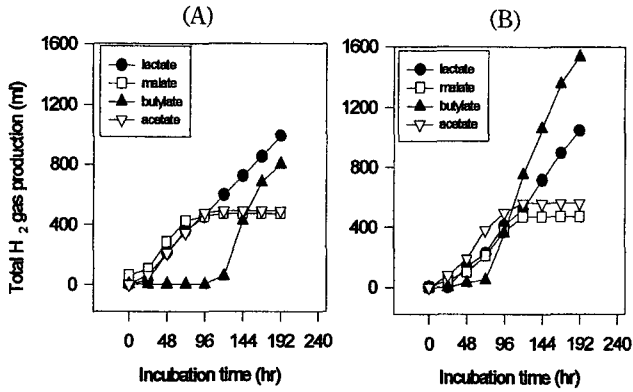 (A)
(B)
1600
1200
800
400
0
lactate
malate
butylate
acetate
Total H 2 gas production (ml)
0 48 96 144 192 240
Incubation time (hr)
1600
1200
800
400
0
lactate
malate
butylate
acetate
0 48 96 144 192 240
Incubation time (hr)